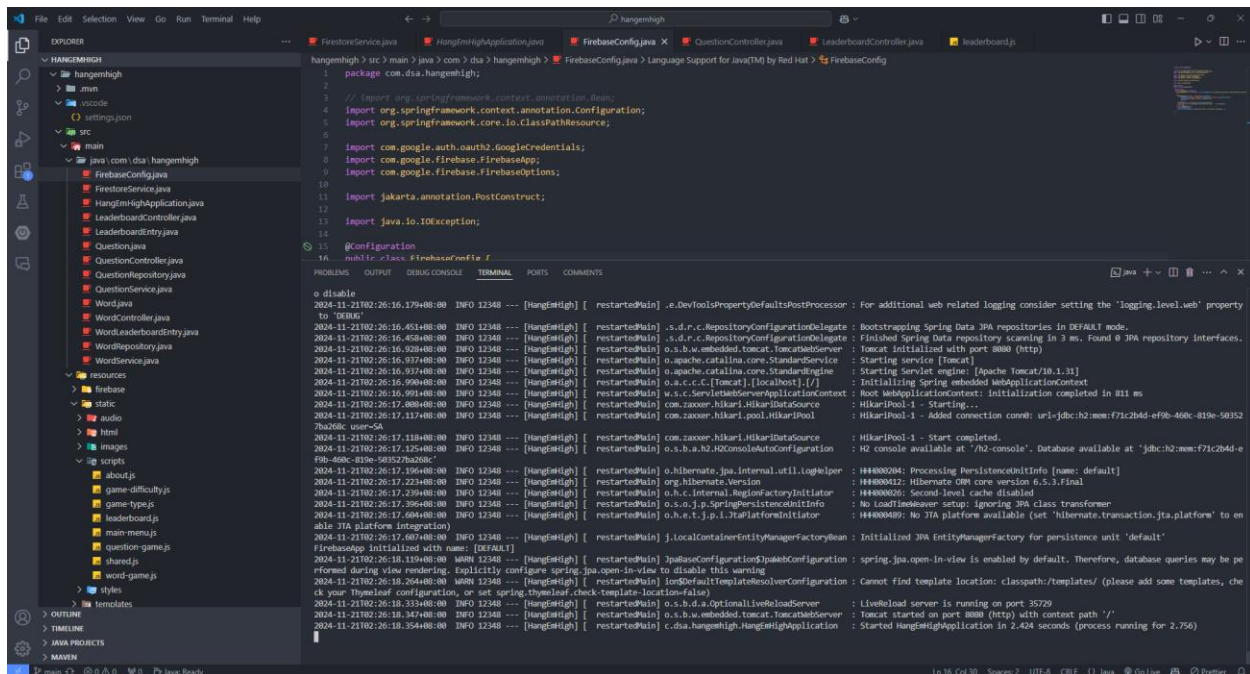 File Edit Selection View Go Run Terminal Help
hangemhigh
EXPLORER
HANGEMHIGH
hangemhigh
.mvn
.vscode
settings.json
src
main
java\com\dsa\hangemhigh
FirebaseConfig.java
FirestoreService.java
HangEmHighApplication.java
LeaderboardController.java
LeaderboardEntry.java
Question.java
QuestionController.java
QuestionRepository.java
QuestionService.java
Word.java
WordController.java
WordLeaderboardEntry.java
WordRepository.java
WordService.java
resources
firebase
static
audio
html
images
scripts
about.js
game-difficulty.js
game-type.js
leaderboard.js
main-menu.js
question-game.js
shared.js
word-game.js
styles
templates
OUTLINE
TIMELINE
JAVA PROJECTS
MAVEN
FirestoreService.java HangEmHighApplication.java FirebaseConfig.java QuestionController.java LeaderboardController.java leaderboard.js
hangemhigh > src > main > java > com > dsa > hangemhigh > FirebaseConfig.java > Language Support for Java(TM) by Red Hat > FirebaseConfig
1 package com.dsa.hangemhigh;
2
3 // import org.springframework.context.annotation.Bean;
4 import org.springframework.context.annotation.Configuration;
5 import org.springframework.core.io.ClassPathResource;
6
7 import com.google.auth.oauth2.GoogleCredentials;
8 import com.google.firebase.FirebaseApp;
9 import com.google.firebase.FirebaseOptions;
10
11 import jakarta.annotation.PostConstruct;
12
13 import java.io.IOException;
14
15 @Configuration
16 public class FirebaseConfig {
PROBLEMS OUTPUT DEBUG CONSOLE TERMINAL PORTS COMMENTS
java
o disable
2024-11-21T02:26:16.179+08:00 INFO 12348 --- [HangEmHigh] [ restartedMain] .e.DevToolsPropertyDefaultsPostProcessor : For additional web related logging consider setting the 'logging.level.web' property
to 'DEBUG'
2024-11-21T02:26:16.451+08:00 INFO 12348 --- [HangEmHigh] [ restartedMain] .s.d.r.c.RepositoryConfigurationDelegate : Bootstrapping Spring Data JPA repositories in DEFAULT mode.
2024-11-21T02:26:16.458+08:00 INFO 12348 --- [HangEmHigh] [ restartedMain] .s.d.r.c.RepositoryConfigurationDelegate : Finished Spring Data repository scanning in 3 ms. Found 0 JPA repository interfaces.
2024-11-21T02:26:16.928+08:00 INFO 12348 --- [HangEmHigh] [ restartedMain] o.s.b.w.embedded.tomcat.TomcatWebServer : Tomcat initialized with port 8080 (http)
2024-11-21T02:26:16.937+08:00 INFO 12348 --- [HangEmHigh] [ restartedMain] o.apache.catalina.core.StandardService : Starting service [Tomcat]
2024-11-21T02:26:16.937+08:00 INFO 12348 --- [HangEmHigh] [ restartedMain] o.apache.catalina.core.StandardEngine : Starting Servlet engine: [Apache Tomcat/10.1.31]
2024-11-21T02:26:16.990+08:00 INFO 12348 --- [HangEmHigh] [ restartedMain] o.a.c.c.C.[Tomcat].[localhost].[/] : Initializing Spring embedded WebApplicationContext
2024-11-21T02:26:16.991+08:00 INFO 12348 --- [HangEmHigh] [ restartedMain] w.s.c.ServletWebServerApplicationContext : Root WebApplicationContext: initialization completed in 811 ms
2024-11-21T02:26:17.008+08:00 INFO 12348 --- [HangEmHigh] [ restartedMain] com.zaxxer.hikari.HikariDataSource : HikariPool-1 - Starting...
2024-11-21T02:26:17.117+08:00 INFO 12348 --- [HangEmHigh] [ restartedMain] com.zaxxer.hikari.pool.HikariPool : HikariPool-1 - Added connection conn0: url=jdbc:h2:mem:f71c2b4d-ef9b-460c-819e-50352
7ba268c user=SA
2024-11-21T02:26:17.118+08:00 INFO 12348 --- [HangEmHigh] [ restartedMain] com.zaxxer.hikari.HikariDataSource : HikariPool-1 - Start completed.
2024-11-21T02:26:17.125+08:00 INFO 12348 --- [HangEmHigh] [ restartedMain] o.s.b.a.h2.H2ConsoleAutoConfiguration : H2 console available at '/h2-console'. Database available at 'jdbc:h2:mem:f71c2b4d-e
f9b-460c-819e-503527ba268c'
2024-11-21T02:26:17.196+08:00 INFO 12348 --- [HangEmHigh] [ restartedMain] o.hibernate.jpa.internal.util.LogHelper : HHH000204: Processing PersistenceUnitInfo [name: default]
2024-11-21T02:26:17.223+08:00 INFO 12348 --- [HangEmHigh] [ restartedMain] org.hibernate.Version : HHH000412: Hibernate ORM core version 6.5.3.Final
2024-11-21T02:26:17.239+08:00 INFO 12348 --- [HangEmHigh] [ restartedMain] o.h.c.internal.RegionFactoryInitiator : HHH000026: Second-level cache disabled
2024-11-21T02:26:17.396+08:00 INFO 12348 --- [HangEmHigh] [ restartedMain] o.s.o.j.p.SpringPersistenceUnitInfo : No LoadTimeWeaver setup: ignoring JPA class transformer
2024-11-21T02:26:17.604+08:00 INFO 12348 --- [HangEmHigh] [ restartedMain] o.h.e.t.j.p.i.JtaPlatformInitiator : HHH000489: No JTA platform available (set 'hibernate.transaction.jta.platform' to en
able JTA platform integration)
2024-11-21T02:26:17.607+08:00 INFO 12348 --- [HangEmHigh] [ restartedMain] j.LocalContainerEntityManagerFactoryBean : Initialized JPA EntityManagerFactory for persistence unit 'default'
FirebaseApp initialized with name: [DEFAULT]
2024-11-21T02:26:18.119+08:00 WARN 12348 --- [HangEmHigh] [ restartedMain] JpaBaseConfiguration$JpaWebConfiguration : spring.jpa.open-in-view is enabled by default. Therefore, database queries may be pe
rformed during view rendering. Explicitly configure spring.jpa.open-in-view to disable this warning
2024-11-21T02:26:18.264+08:00 WARN 12348 --- [HangEmHigh] [ restartedMain] ion$DefaultTemplateResolverConfiguration : Cannot find template location: classpath:/templates/ (please add some templates, che
ck your Thymeleaf configuration, or set spring.thymeleaf.check-template-location=false)
2024-11-21T02:26:18.333+08:00 INFO 12348 --- [HangEmHigh] [ restartedMain] o.s.b.d.a.OptionalLiveReloadServer : LiveReload server is running on port 35729
2024-11-21T02:26:18.347+08:00 INFO 12348 --- [HangEmHigh] [ restartedMain] o.s.b.w.embedded.tomcat.TomcatWebServer : Tomcat started on port 8080 (http) with context path '/'
2024-11-21T02:26:18.354+08:00 INFO 12348 --- [HangEmHigh] [ restartedMain] c.dsa.hangemhigh.HangEmHighApplication : Started HangEmHighApplication in 2.424 seconds (process running for 2.756)
main 0 0 0 Java: Ready Ln 16, Col 30 Spaces: 2 UTF-8 CRLF Java Go Live Prettier